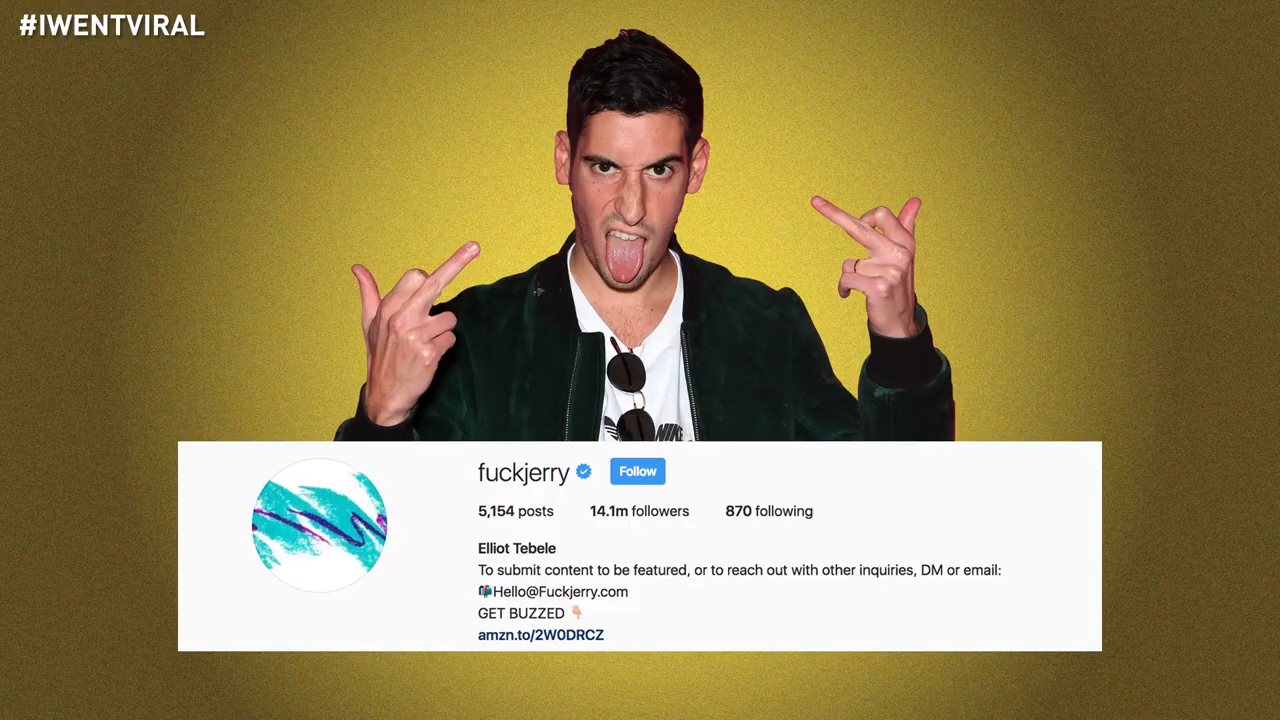 #IWENTVIRAL
NIKE
fuckjerry Follow
5,154 posts 14.1m followers 870 following
Elliot Tebele
To submit content to be featured, or to reach out with other inquiries, DM or email:
📬Hello@Fuckjerry.com
GET BUZZED 👇🏼
amzn.to/2W0DRCZ